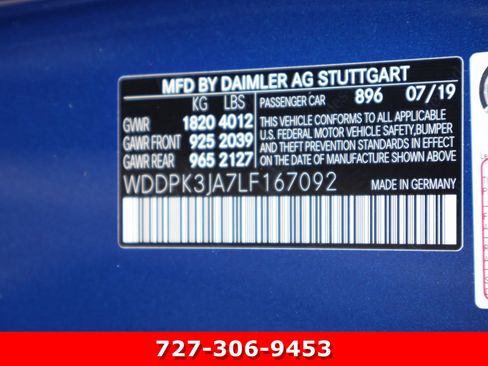 MFD BY DAIMLER AG STUTTGART
KG LBS PASSENGER CAR 896 07/19
GVWR 1820 4012
GAWR FRONT 925 2039
GAWR REAR 965 2127
THIS VEHICLE CONFORMS TO ALL APPLICABLE
U.S. FEDERAL MOTOR VEHICLE SAFETY,BUMPER
AND THEFT PREVENTION STANDARDS IN EFFECT
ON THE DATE OF MANUFACTURE SHOWN ABOVE.
WDDPK3JA7LF167092 MADE IN GERMANY
727-306-9453